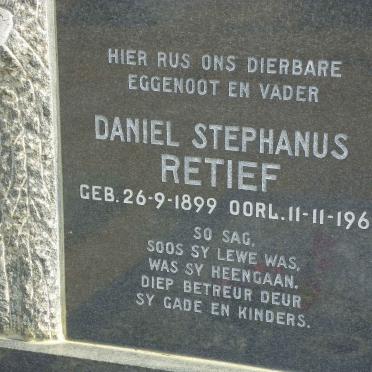 HIER RUS ONS DIERBARE
EGGENOOT EN VADER
DANIEL STEPHANUS
RETIEF
GEB. 26-9-1899 OORL. 11-11-196
SO SAG,
SOOS SY LEWE WAS,
WAS SY HEENGAAN.
DIEP BETREUR DEUR
SY GADE EN KINDERS.